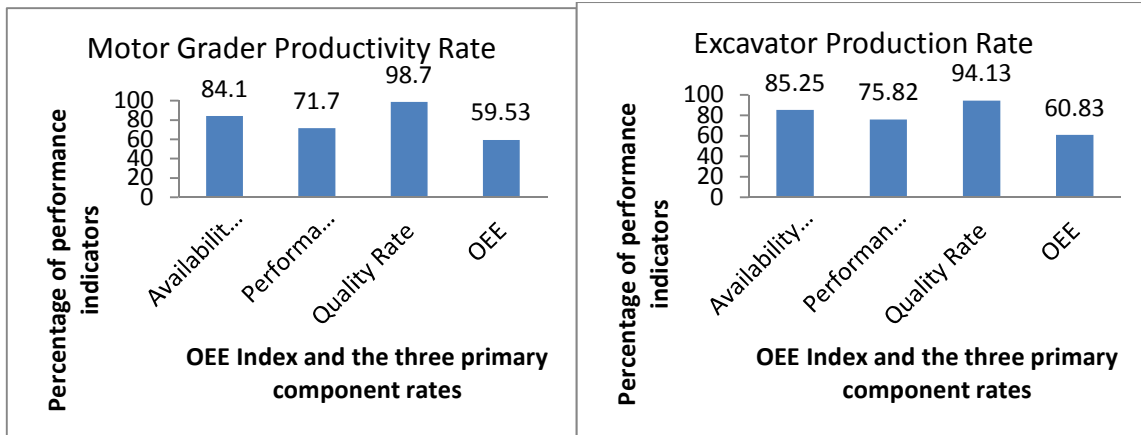 Motor Grader Productivity Rate
84.1
71.7
98.7
59.53
100
80
60
40
20
0
Availabilit...
Performa...
Quality Rate
OEE
Percentage of performance
indicators
OEE Index and the three primary
component rates
Excavator Production Rate
85.25
75.82
94.13
60.83
100
80
60
40
20
0
Availability...
Performan...
Quality Rate
OEE
Percentage of performance
indicators
OEE Index and the three primary
component rates